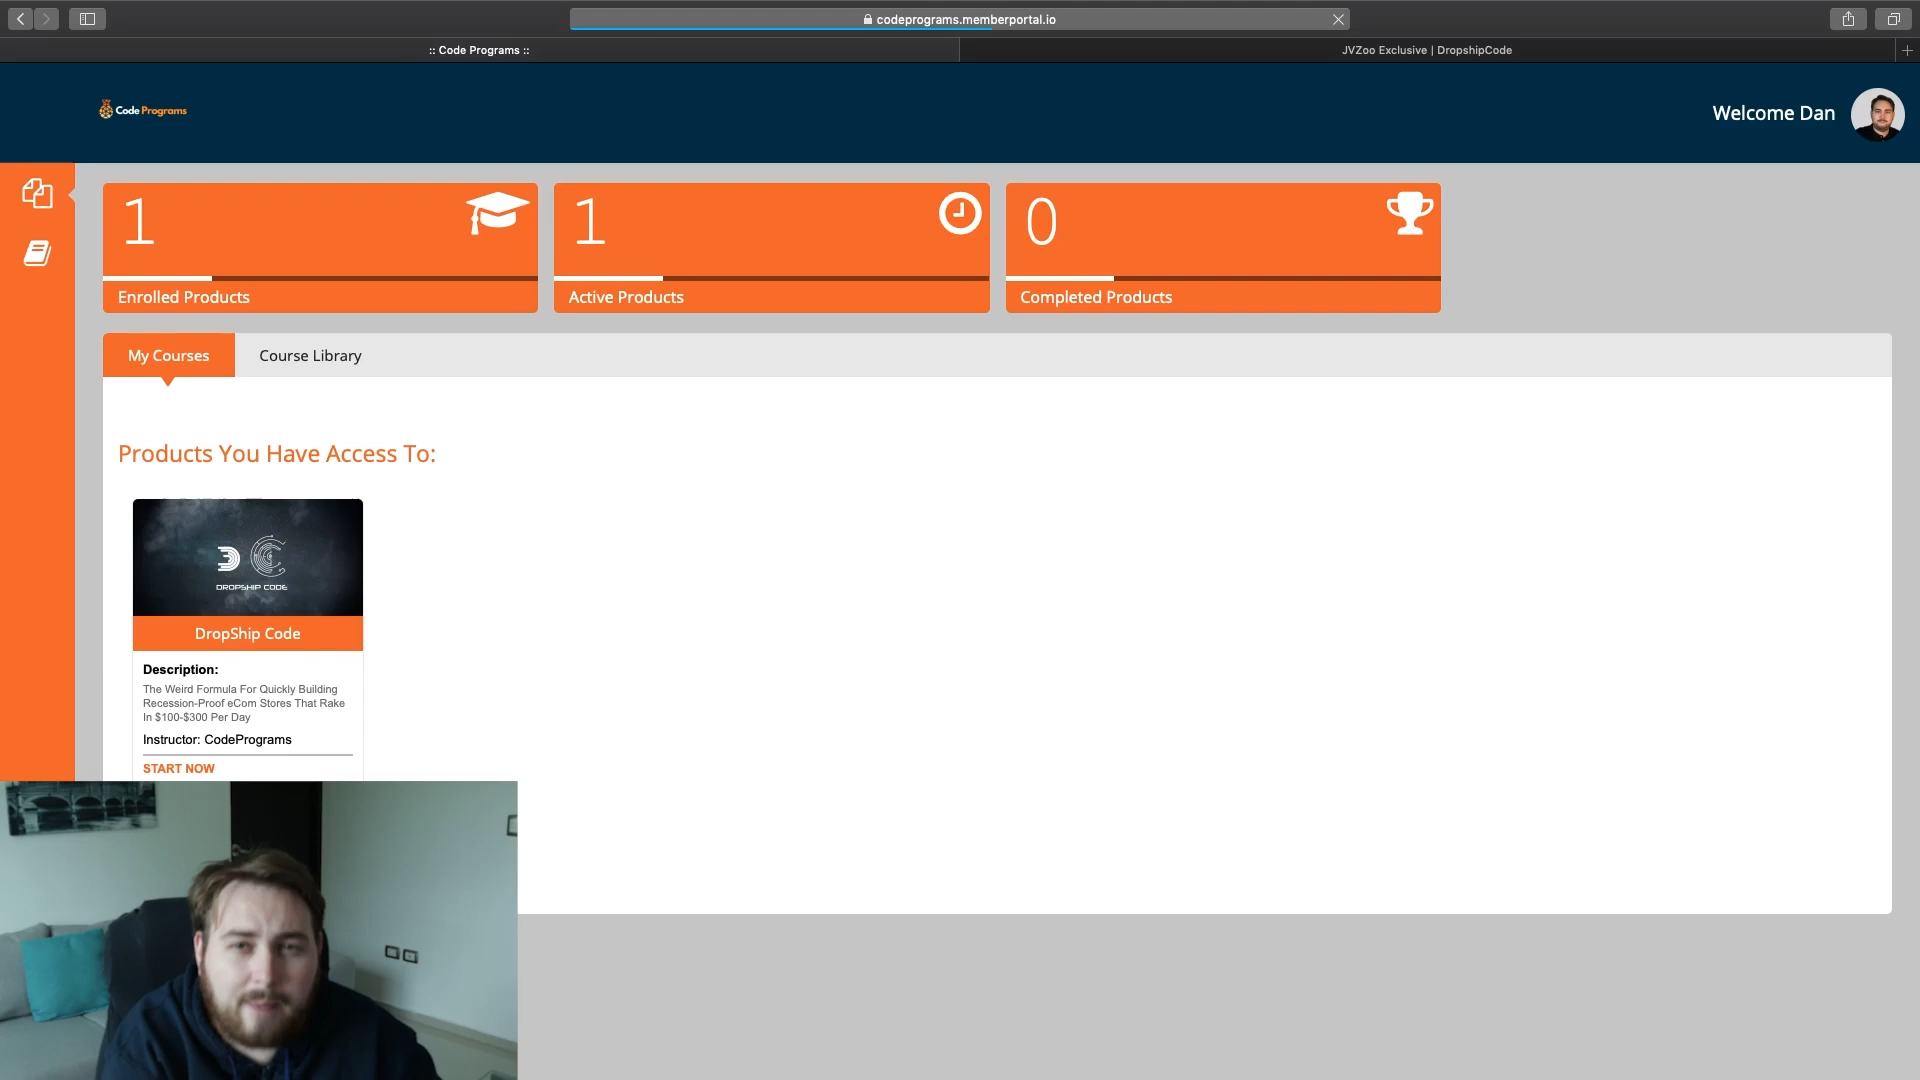 codeprograms.memberportal.io
:: Code Programs ::
JVZoo Exclusive | DropshipCode
Code Programs
Welcome Dan
1
Enrolled Products
1
Active Products
0
Completed Products
My Courses
Course Library
Products You Have Access To:
DROPSHIP CODE
DropShip Code
Description:
The Weird Formula For Quickly Building
Recession-Proof eCom Stores That Rake
In $100-$300 Per Day
Instructor: CodePrograms
START NOW